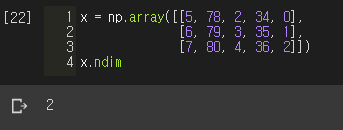 [22] 1 x = np.array([[5, 78, 2, 34, 0],
2 [6, 79, 3, 35, 1],
3 [7, 80, 4, 36, 2]])
4 x.ndim
2